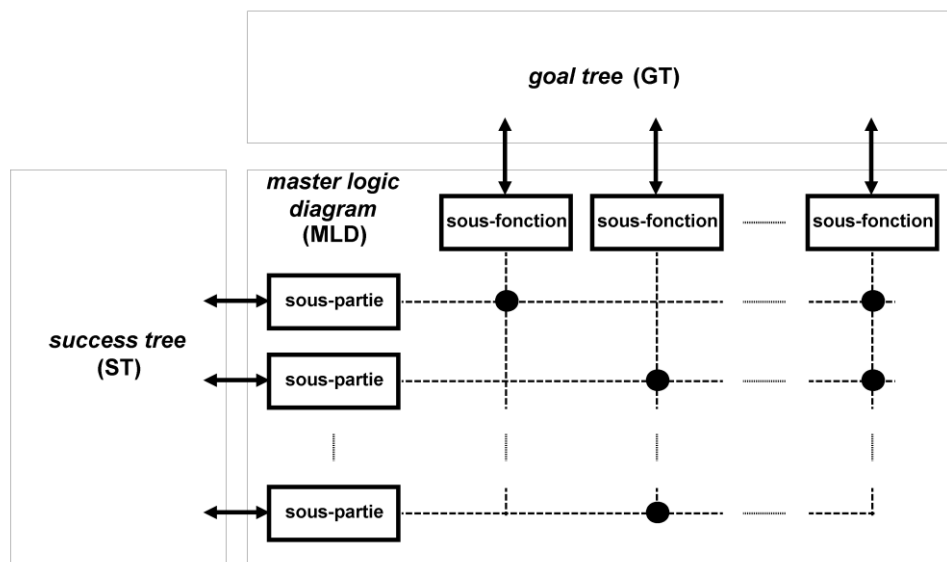 goal tree (GT)
master logic
diagram
(MLD)
sous-fonction
sous-fonction
sous-fonction
success tree
(ST)
sous-partie
sous-partie
sous-partie